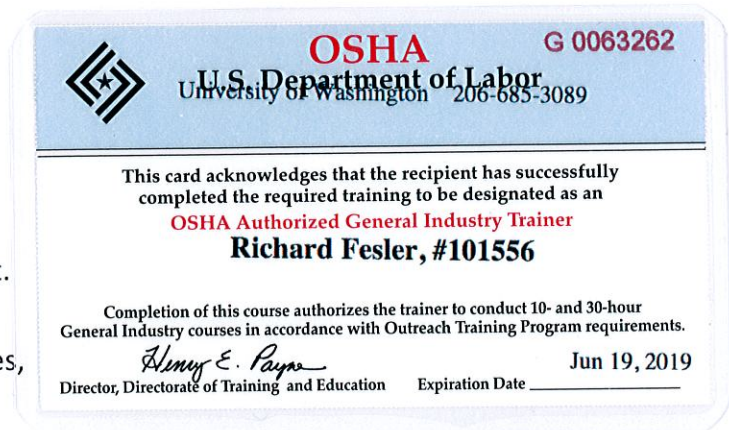 OSHA
G 0063262
U.S. Department of Labor
University of Washington 206-685-3089
This card acknowledges that the recipient has successfully
completed the required training to be designated as an
OSHA Authorized General Industry Trainer
Richard Fesler, #101556
Completion of this course authorizes the trainer to conduct 10- and 30-hour
General Industry courses in accordance with Outreach Training Program requirements.
Henry E. Payne
Jun 19, 2019
Director, Directorate of Training and Education Expiration Date